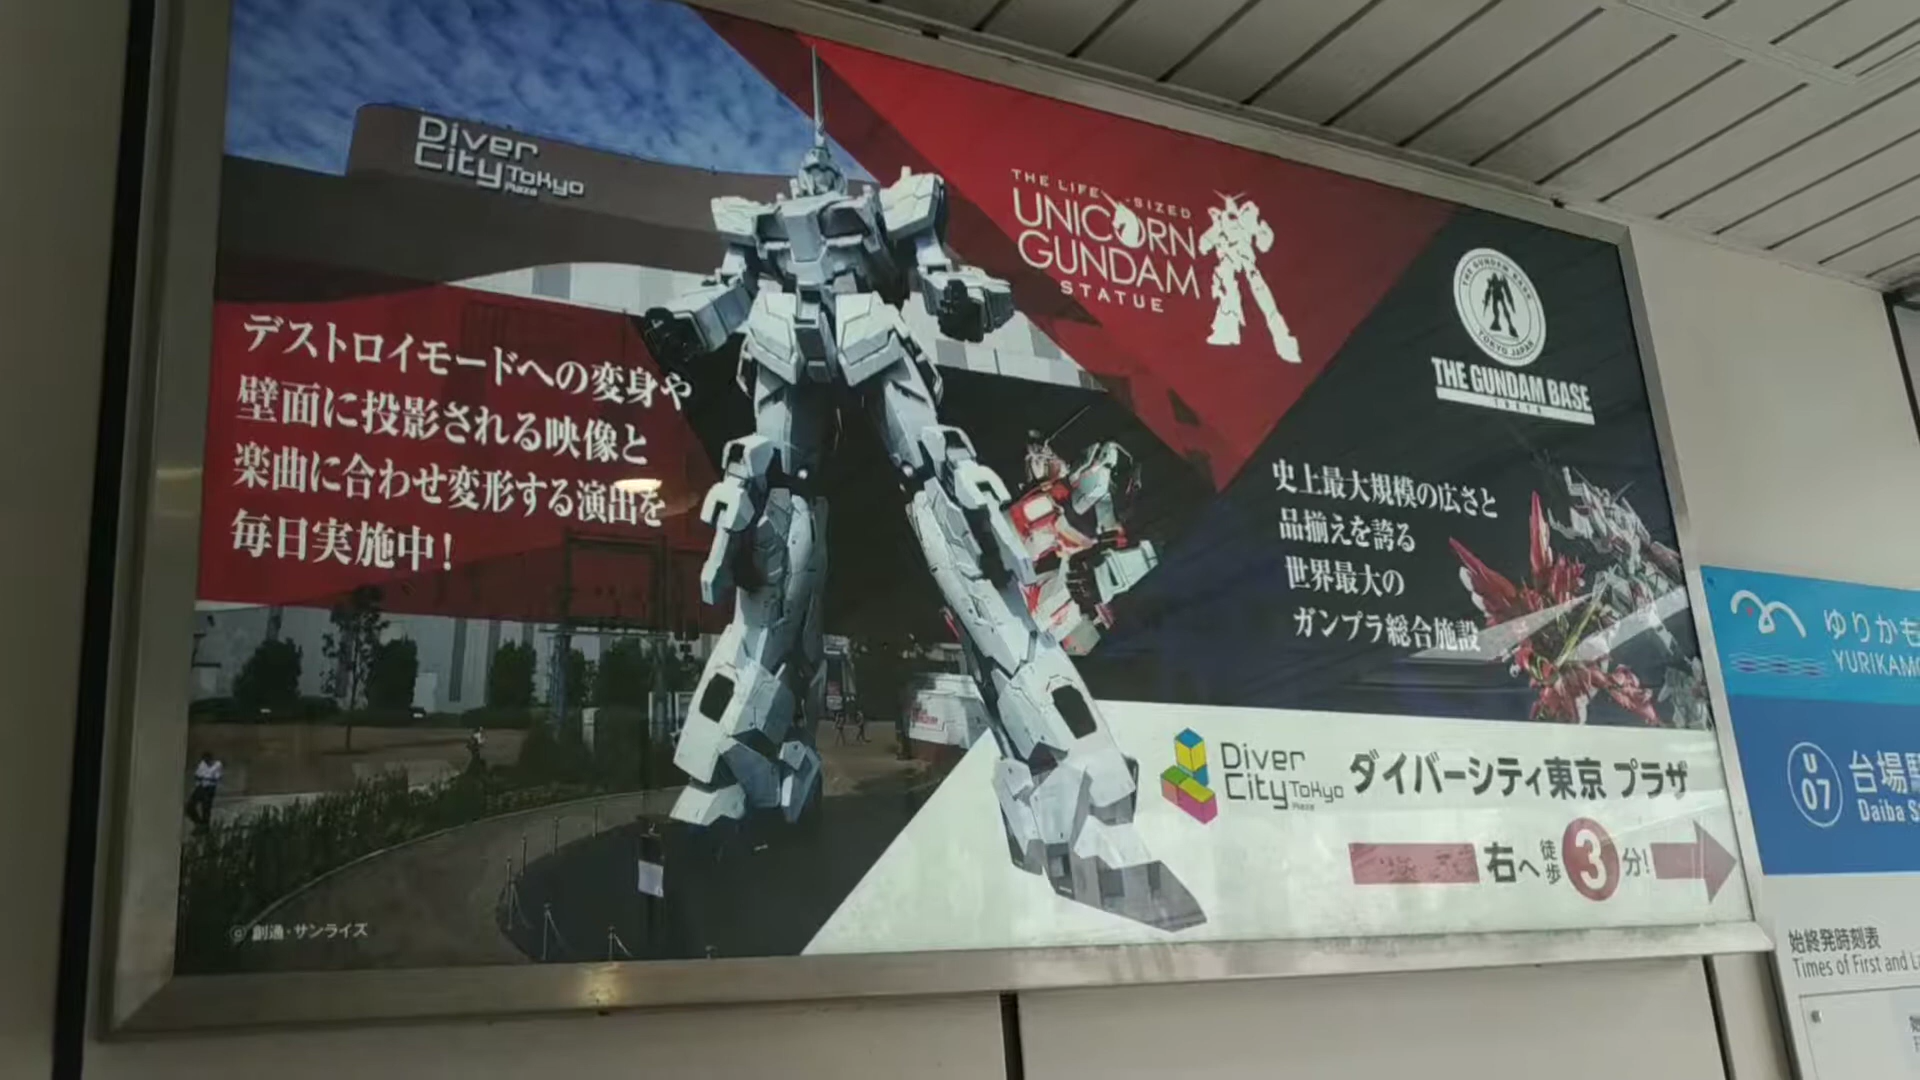 Diver
City Tokyo
Plaza
デストロイモードへの変身や
壁面に投影される映像と
楽曲に合わせ変形する演出を
毎日実施中!
THE LIFE-SIZED
UNICORN
GUNDAM
STATUE
THE GUNDAM BASE
TOKYO JAPAN
THE GUNDAM BASE
TOKYO
史上最大規模の広さと
品揃えを誇る
世界最大の
ガンプラ総合施設
Diver
City Tokyo
Plaza
ダイバーシティ東京 プラザ
右へ徒歩3分!
© 創通・サンライズ
ゆりかも
YURIKAMO
U
07
台場駅
Daiba S
始終発時刻表
Times of First and La